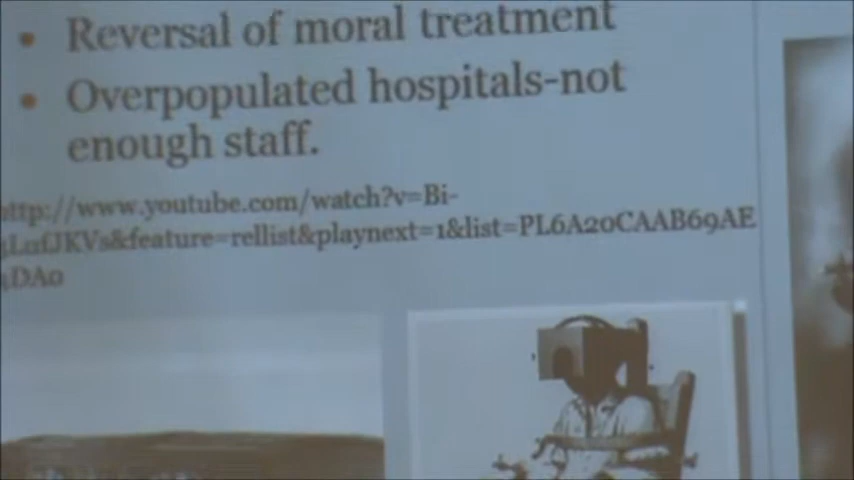 Reversal of moral treatment
Overpopulated hospitals-not
enough staff.
http://www.youtube.com/watch?v=Bi-
&feature=rellist&playnext=1&list=PL6A20CAAB69AE
DA0